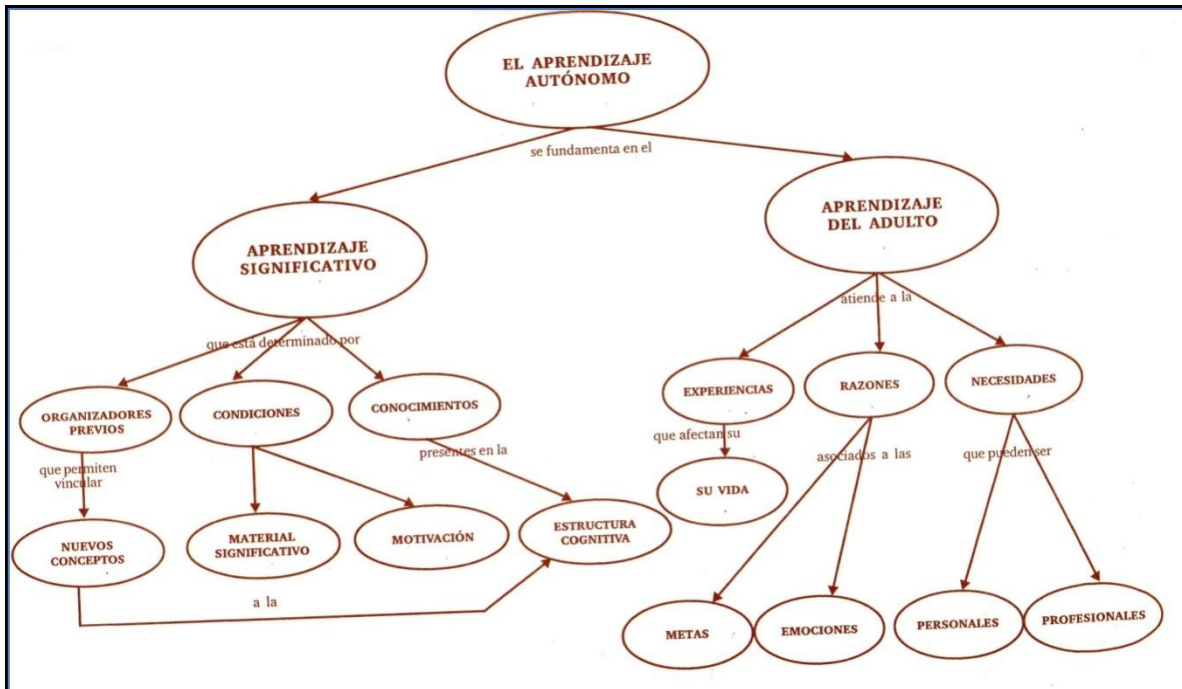 EL APRENDIZAJE
AUTÓNOMO
se fundamenta en el
APRENDIZAJE
SIGNIFICATIVO
APRENDIZAJE
DEL ADULTO
que está determinado por
atiende a la
ORGANIZADORES
PREVIOS
CONDICIONES
CONOCIMIENTOS
EXPERIENCIAS
RAZONES
NECESIDADES
que permiten
vincular
presentes en la
que afectan su
asociados a las
que pueden ser
NUEVOS
CONCEPTOS
MATERIAL
SIGNIFICATIVO
MOTIVACIÓN
ESTRUCTURA
COGNITIVA
SU VIDA
a la
METAS
EMOCIONES
PERSONALES
PROFESIONALES